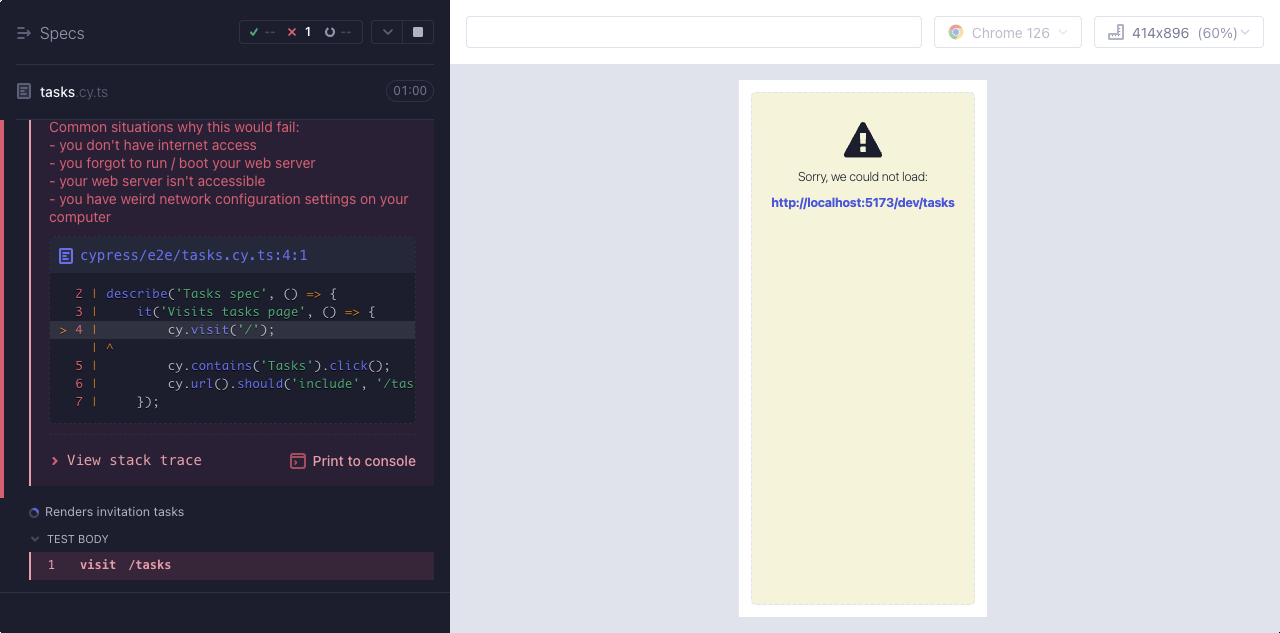 Specs
-- 1 --
Chrome 126
414x896 (60%)
tasks.cy.ts
01:00
Common situations why this would fail:
- you don't have internet access
- you forgot to run / boot your web server
- your web server isn't accessible
- you have weird network configuration settings on your
computer
cypress/e2e/tasks.cy.ts:4:1
2 | describe('Tasks spec', () => {
3 |     it('Visits tasks page', () => {
> 4 |         cy.visit('/');
| ^
5 |         cy.contains('Tasks').click();
6 |         cy.url().should('include', '/tas
7 |     });
View stack trace
Print to console
Renders invitation tasks
TEST BODY
1 visit /tasks
Sorry, we could not load:
http://localhost:5173/dev/tasks